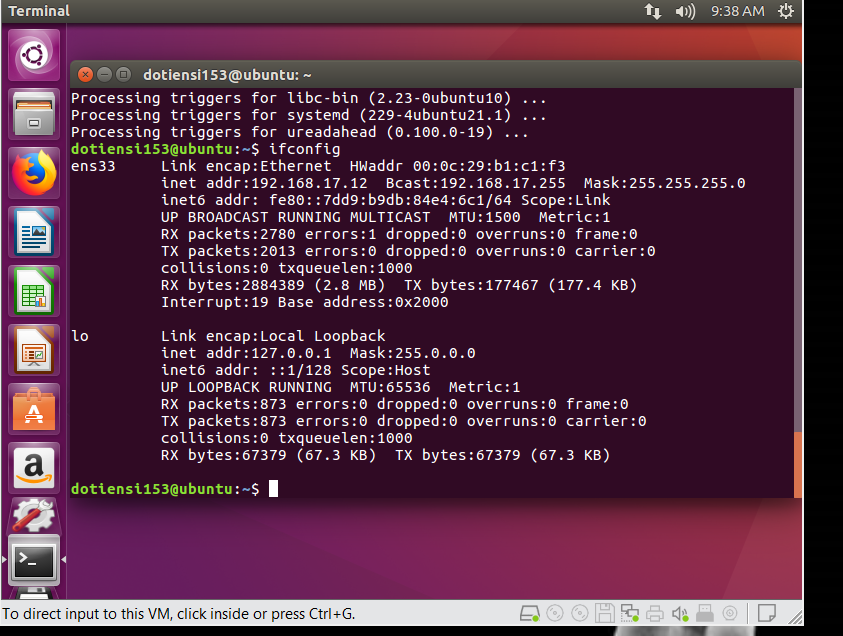 Terminal
9:38 AM
dotiensi153@ubuntu: ~
Processing triggers for libc-bin (2.23-0ubuntu10) ...
Processing triggers for systemd (229-4ubuntu21.1) ...
Processing triggers for ureadahead (0.100.0-19) ...
dotiensi153@ubuntu:~$ ifconfig
ens33     Link encap:Ethernet  HWaddr 00:0c:29:b1:c1:f3
          inet addr:192.168.17.12  Bcast:192.168.17.255  Mask:255.255.255.0
          inet6 addr: fe80::7dd9:b9db:84e4:6c1/64 Scope:Link
          UP BROADCAST RUNNING MULTICAST  MTU:1500  Metric:1
          RX packets:2780 errors:1 dropped:0 overruns:0 frame:0
          TX packets:2013 errors:0 dropped:0 overruns:0 carrier:0
          collisions:0 txqueuelen:1000
          RX bytes:2884389 (2.8 MB)  TX bytes:177467 (177.4 KB)
          Interrupt:19 Base address:0x2000
lo        Link encap:Local Loopback
          inet addr:127.0.0.1  Mask:255.0.0.0
          inet6 addr: ::1/128 Scope:Host
          UP LOOPBACK RUNNING  MTU:65536  Metric:1
          RX packets:873 errors:0 dropped:0 overruns:0 frame:0
          TX packets:873 errors:0 dropped:0 overruns:0 carrier:0
          collisions:0 txqueuelen:1000
          RX bytes:67379 (67.3 KB)  TX bytes:67379 (67.3 KB)
dotiensi153@ubuntu:~$
To direct input to this VM, click inside or press Ctrl+G.